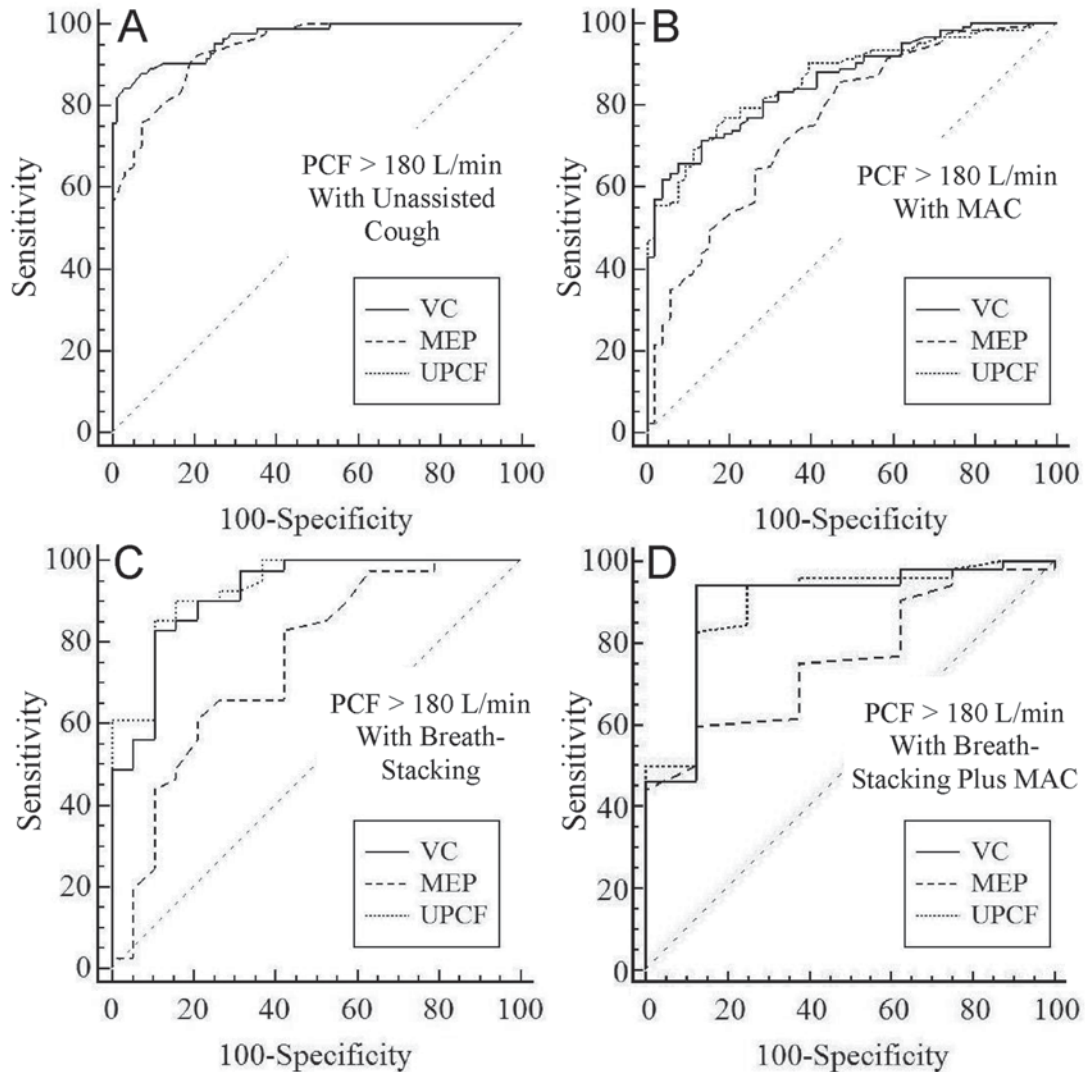 A
100
80
60
40
20
0
Sensitivity
PCF > 180 L/min
With Unassisted
Cough
VC
MEP
UPCF
0 20 40 60 80 100
100-Specificity
B
100
80
60
40
20
0
Sensitivity
PCF > 180 L/min
With MAC
VC
MEP
UPCF
0 20 40 60 80 100
100-Specificity
C
100
80
60
40
20
0
Sensitivity
PCF > 180 L/min
With Breath-
Stacking
VC
MEP
UPCF
0 20 40 60 80 100
100-Specificity
D
100
80
60
40
20
0
Sensitivity
PCF > 180 L/min
With Breath-
Stacking Plus MAC
VC
MEP
UPCF
0 20 40 60 80 100
100-Specificity